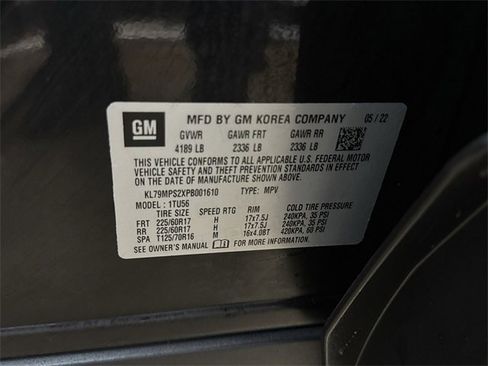 GM
MFD BY GM KOREA COMPANY 05/22
GVWR GAWR FRT GAWR RR
4189 LB 2336 LB 2336 LB
THIS VEHICLE CONFORMS TO ALL APPLICABLE U.S. FEDERAL MOTOR
VEHICLE SAFETY AND THEFT PREVENTION STANDARDS IN EFFECT
ON THE DATE OF MANUFACTURE SHOWN ABOVE.
KL79MPS2XPB001610 TYPE: MPV
MODEL: 1TU56
TIRE SIZE SPEED RTG RIM COLD TIRE PRESSURE
FRT 225/60R17 H 17x7.5J 240KPA, 35 PSI
RR 225/60R17 H 17x7.5J 240KPA, 35 PSI
SPA T125/70R16 M 16x4.0BT 420KPA, 60 PSI
SEE OWNER'S MANUAL FOR MORE INFORMATION.